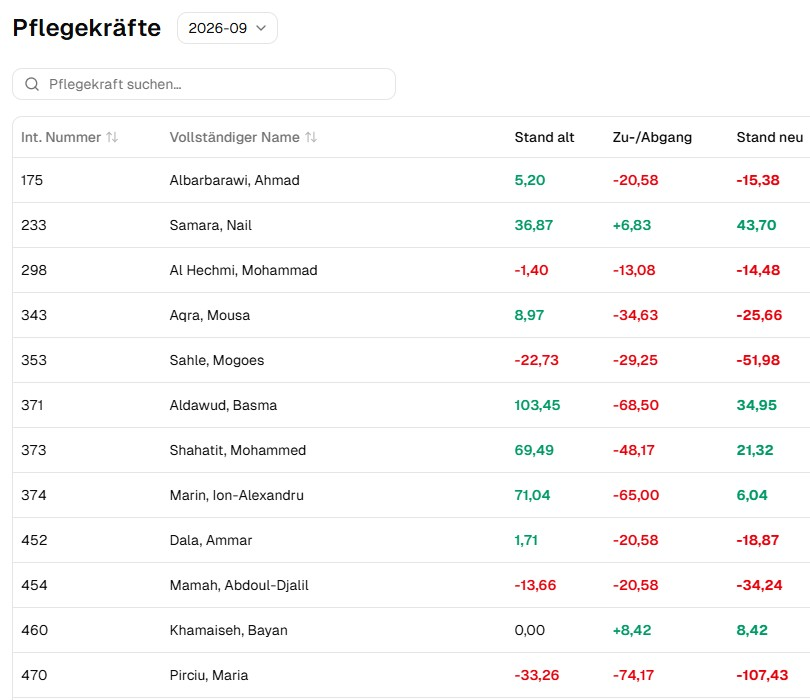 Pflegekräfte 2026-09
Pflegekraft suchen...
Int. Nummer Vollständiger Name Stand alt Zu-/Abgang Stand neu
175 Albarbarawi, Ahmad 5,20 -20,58 -15,38
233 Samara, Nail 36,87 +6,83 43,70
298 Al Hechmi, Mohammad -1,40 -13,08 -14,48
343 Aqra, Mousa 8,97 -34,63 -25,66
353 Sahle, Mogoes -22,73 -29,25 -51,98
371 Aldawud, Basma 103,45 -68,50 34,95
373 Shahatit, Mohammed 69,49 -48,17 21,32
374 Marin, Ion-Alexandru 71,04 -65,00 6,04
452 Dala, Ammar 1,71 -20,58 -18,87
454 Mamah, Abdoul-Djalil -13,66 -20,58 -34,24
460 Khamaiseh, Bayan 0,00 +8,42 8,42
470 Pirciu, Maria -33,26 -74,17 -107,43